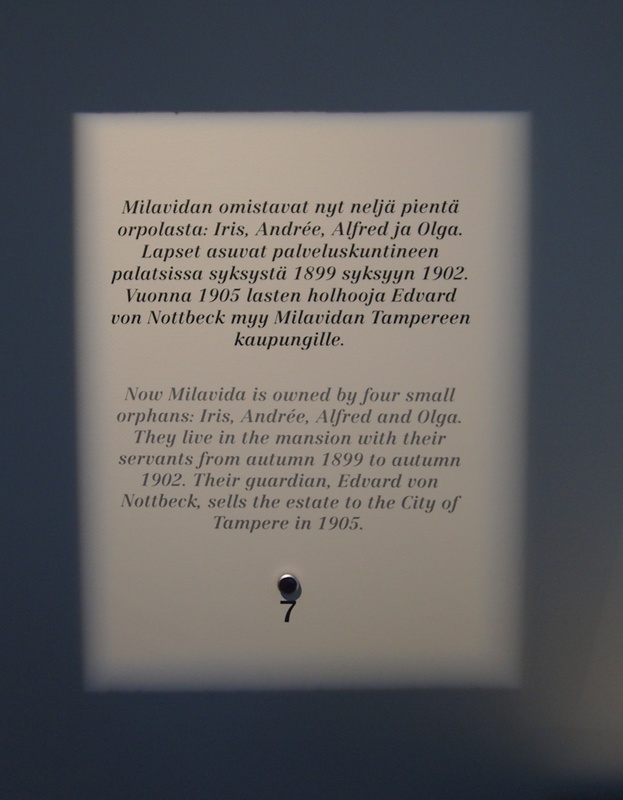 Milavidan omistavat nyt neljä pientä
orpolasta: Iris, Andrée, Alfred ja Olga.
Lapset asuvat palveluskuntineen
palatsissa syksystä 1899 syksyyn 1902.
Vuonna 1905 lasten holhooja Edvard
von Nottbeck myy Milavidan Tampereen
kaupungille.
Now Milavida is owned by four small
orphans: Iris, Andrée, Alfred and Olga.
They live in the mansion with their
servants from autumn 1899 to autumn
1902. Their guardian, Edvard von
Nottbeck, sells the estate to the City of
Tampere in 1905.
7